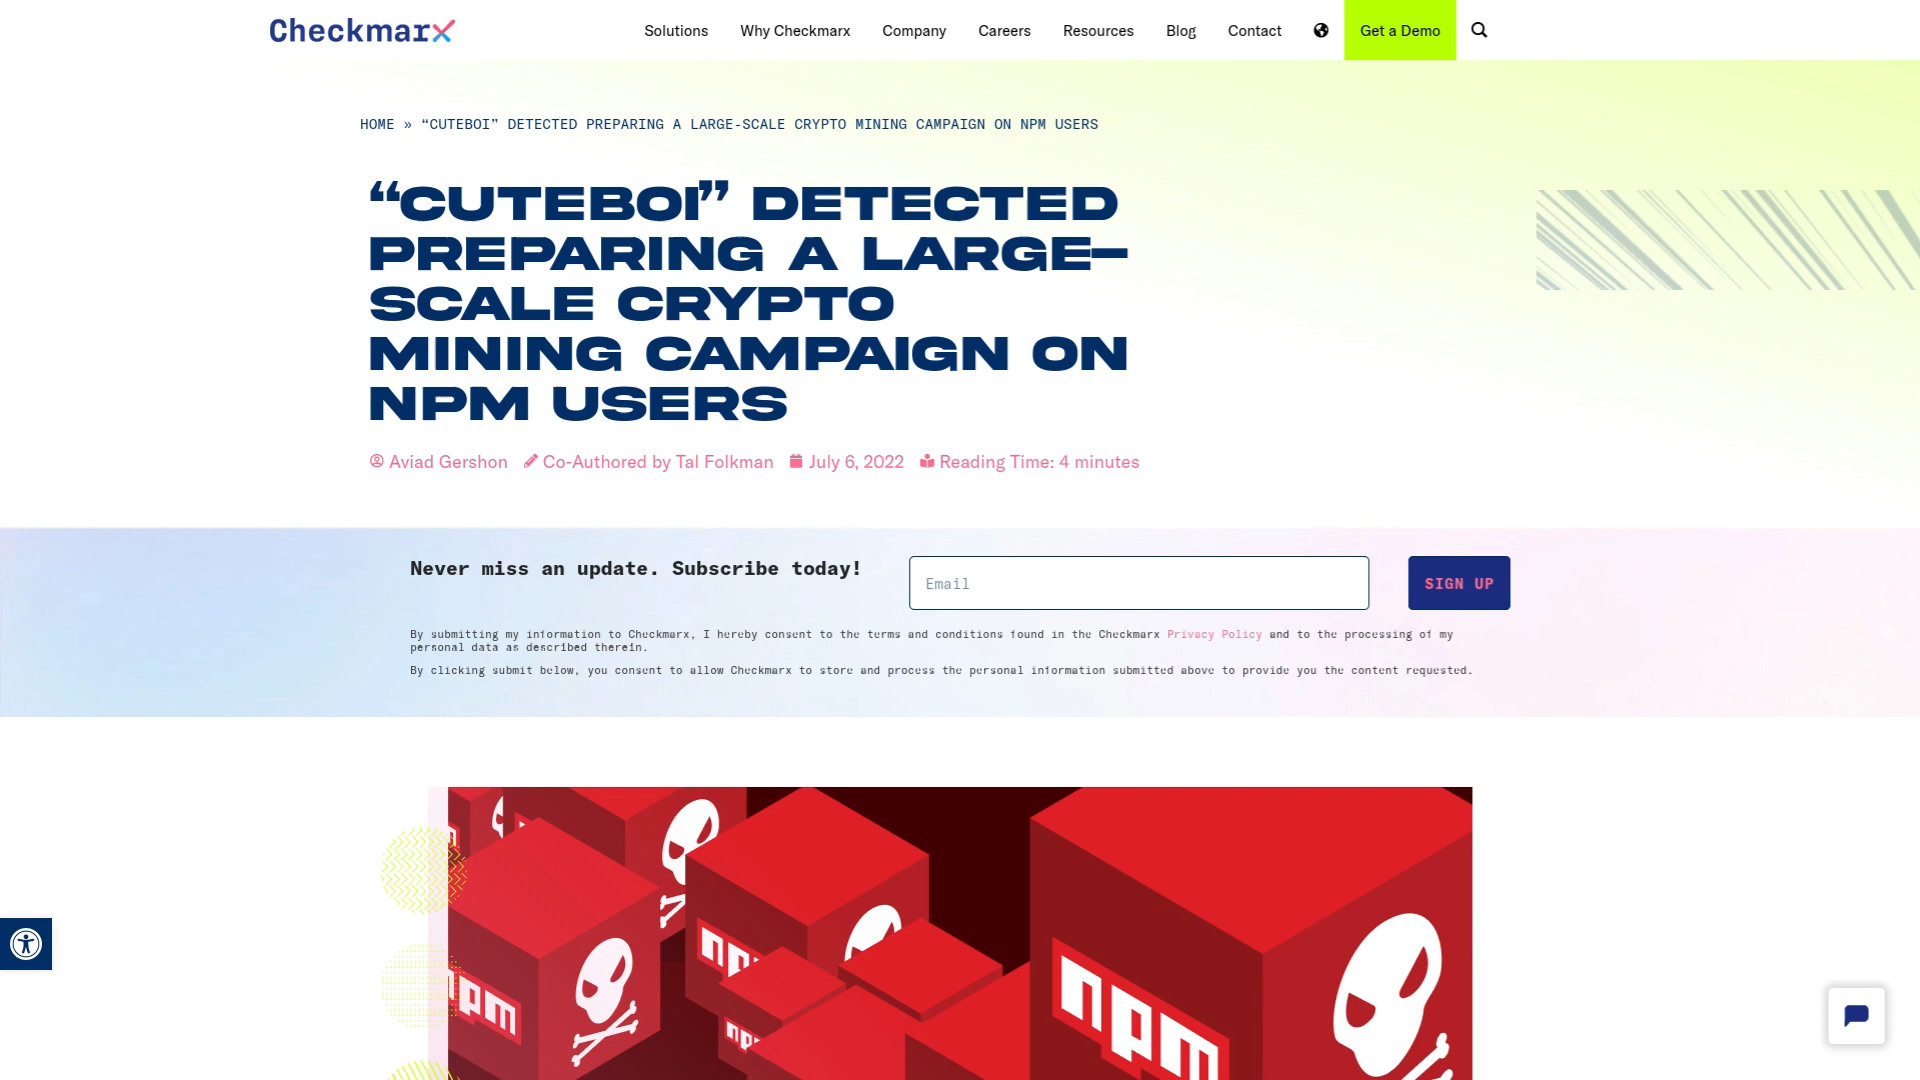 Checkmarx
Solutions
Why Checkmarx
Company
Careers
Resources
Blog
Contact
Get a Demo
HOME » “CUTEBOI” DETECTED PREPARING A LARGE-SCALE CRYPTO MINING CAMPAIGN ON NPM USERS
“CUTEBOI” DETECTED
PREPARING A LARGE-
SCALE CRYPTO
MINING CAMPAIGN ON
NPM USERS
Aviad Gershon
Co-Authored by Tal Folkman
July 6, 2022
Reading Time: 4 minutes
Never miss an update. Subscribe today!
Email
SIGN UP
By submitting my information to Checkmarx, I hereby consent to the terms and conditions found in the Checkmarx Privacy Policy and to the processing of my
personal data as described therein.
By clicking submit below, you consent to allow Checkmarx to store and process the personal information submitted above to provide you the content requested.
npm
npm
npm
npm